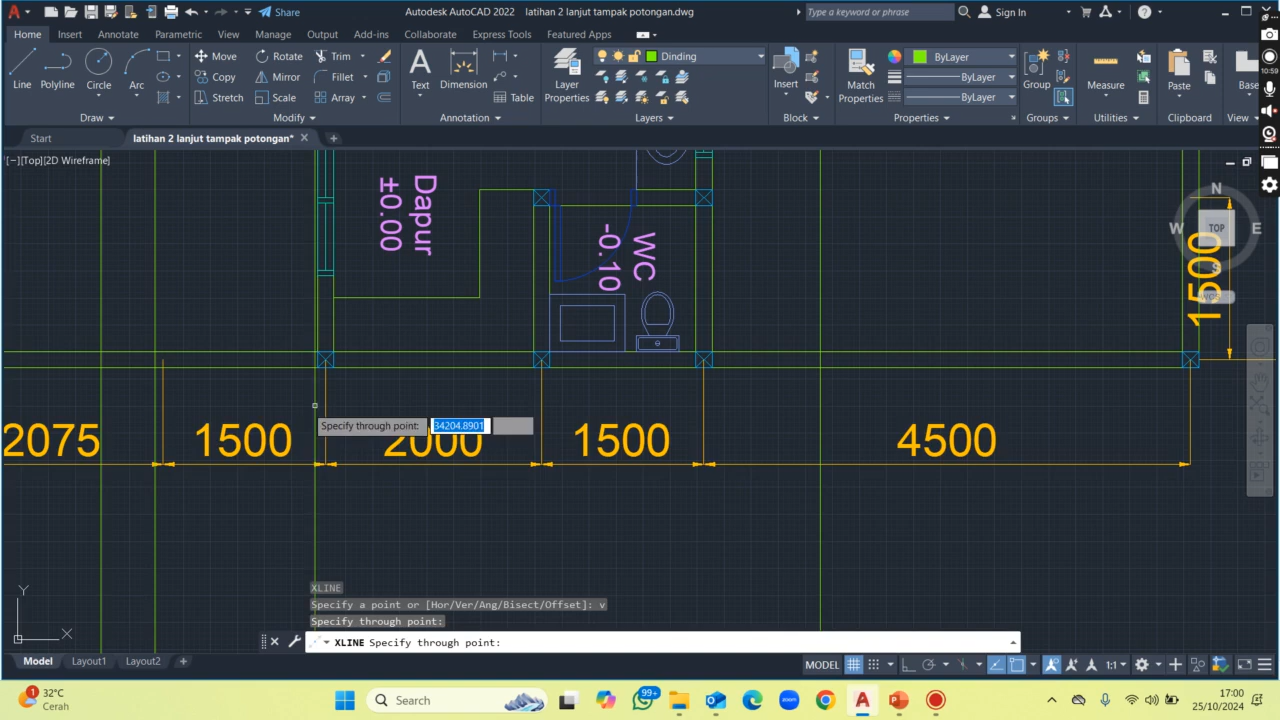 Share
Autodesk AutoCAD 2022 latihan 2 lanjut tampak potongan.dwg
Type a keyword or phrase
Sign In
Home Insert Annotate Parametric View Manage Output Add-ins Collaborate Express Tools Featured Apps
10:59
Line Polyline Circle Arc
Move Rotate Trim
Copy Mirror Fillet
Stretch Scale Array
Text Dimension Table
Layer Properties
Dinding
Insert
Match Properties
ByLayer
ByLayer
ByLayer
Group
Measure
Paste
Base
Draw Modify Annotation Layers Block Properties Groups Utilities Clipboard View
Start latihan 2 lanjut tampak potongan*
[−][Top][2D Wireframe]
Dapur
±0.00
WC
-0.10
N
W TOP E
S
WCS
1500
Specify through point: 34204.8901
2075 1500 2000 1500 4500
Y
X
XLINE
Specify a point or [Hor/Ver/Ang/Bisect/Offset]: v
Specify through point:
XLINE Specify through point:
Model Layout1 Layout2
MODEL 1:1
1
32°C
Cerah
Search
99+
zoom
17:00
25/10/2024